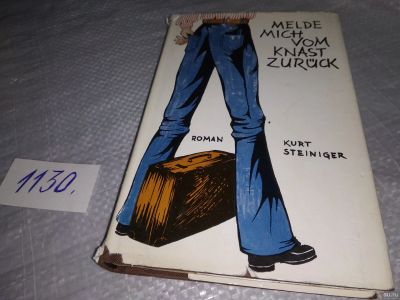 MELDE
MICH
VOM
KNAST
ZURÜCK
ROMAN
KURT
STEINIGER
1130.